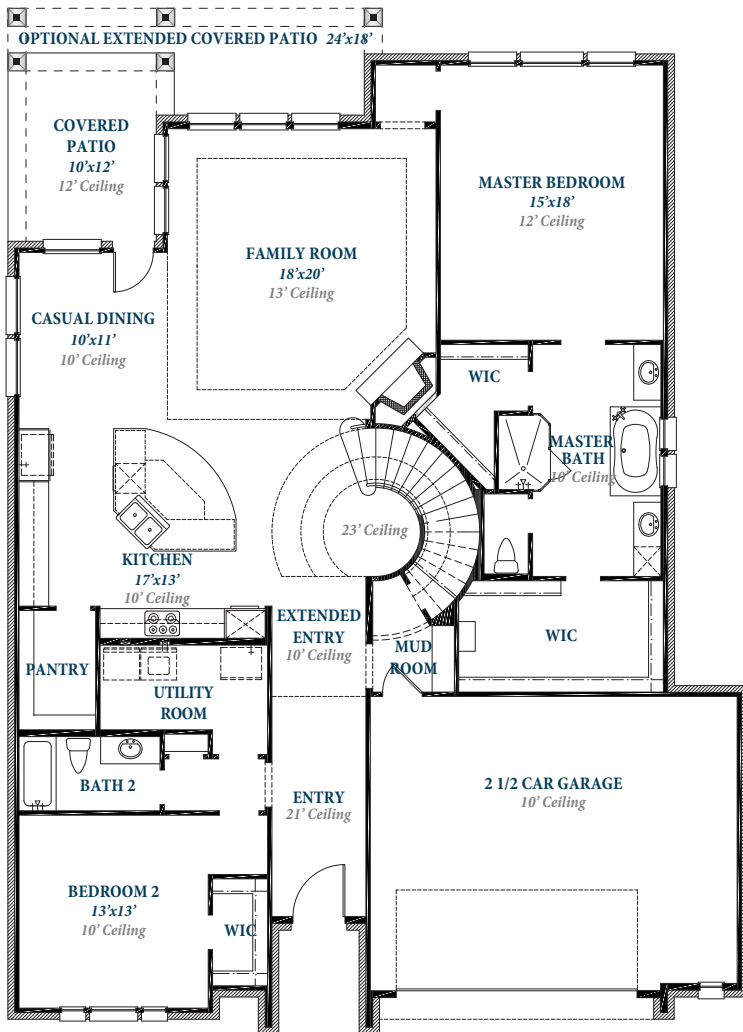 OPTIONAL EXTENDED COVERED PATIO 24'x18'
COVERED
PATIO
10'x12'
12' Ceiling
MASTER BEDROOM
15'x18'
12' Ceiling
FAMILY ROOM
18'x20'
13' Ceiling
CASUAL DINING
10'x11'
10' Ceiling
WIC
MASTER
BATH
10' Ceiling
23' Ceiling
KITCHEN
17'x13'
10' Ceiling
EXTENDED
ENTRY
10' Ceiling
MUD
ROOM
WIC
PANTRY
UTILITY
ROOM
BATH 2
ENTRY
21' Ceiling
2 1/2 CAR GARAGE
10' Ceiling
BEDROOM 2
13'x13'
10' Ceiling
WIC